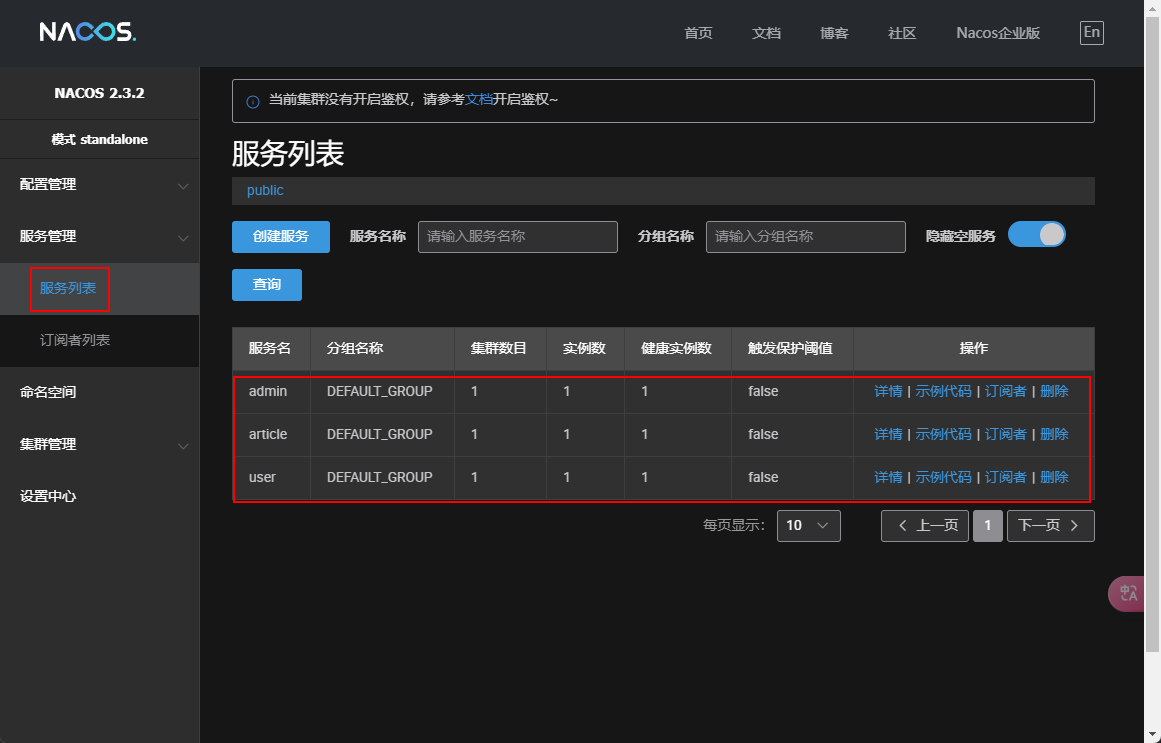 NACOS.
首页 文档 博客 社区 Nacos企业版 En
NACOS 2.3.2
模式 standalone
配置管理
服务管理
服务列表
订阅者列表
命名空间
集群管理
设置中心
当前集群没有开启鉴权，请参考文档开启鉴权~
服务列表
public
创建服务 服务名称 请输入服务名称 分组名称 请输入分组名称 隐藏空服务
查询
服务名 分组名称 集群数目 实例数 健康实例数 触发保护阈值 操作
admin DEFAULT_GROUP 1 1 1 false 详情 | 示例代码 | 订阅者 | 删除
article DEFAULT_GROUP 1 1 1 false 详情 | 示例代码 | 订阅者 | 删除
user DEFAULT_GROUP 1 1 1 false 详情 | 示例代码 | 订阅者 | 删除
每页显示： 10 上一页 1 下一页
中A